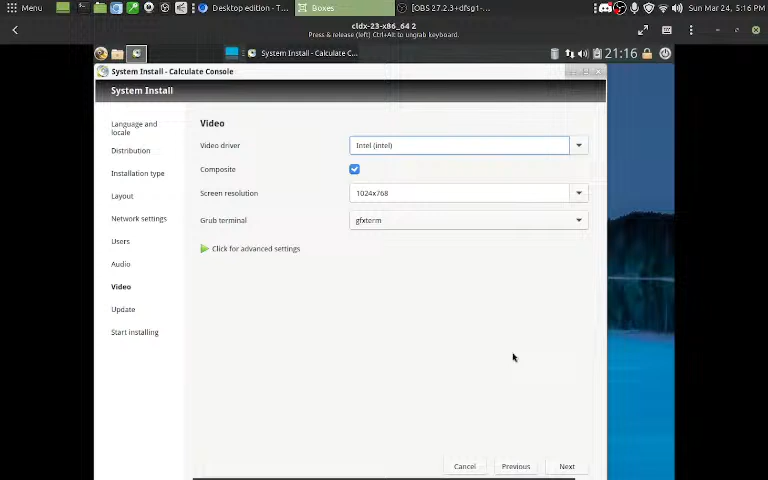 Menu
Desktop edition - T...
Boxes
[OBS 27.2.3+dfsg1-...
Sun Mar 24, 5:16 PM
cldx-23-x86_64 2
Press & release (left) Ctrl+Alt to ungrab keyboard.
System Install - Calculate C...
21:16
System Install - Calculate Console
System Install
Language and
locale
Distribution
Installation type
Layout
Network settings
Users
Audio
Video
Update
Start installing
Video
Video driver
Intel (intel)
Composite
Screen resolution
1024x768
Grub terminal
gfxterm
Click for advanced settings
Cancel
Previous
Next